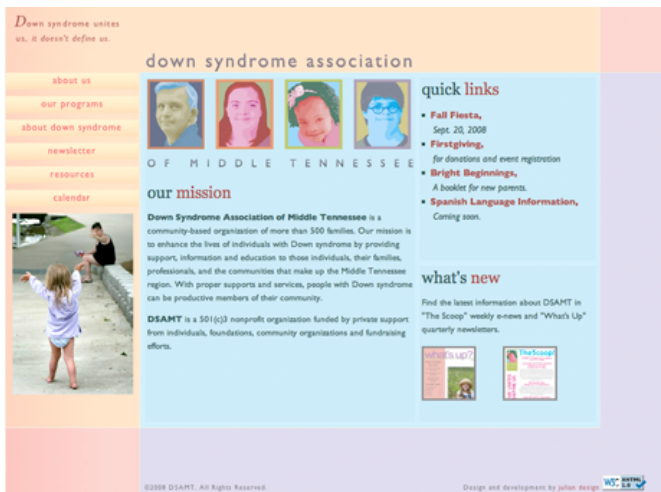 Down syndrome unites
us, it doesn't define us.
down syndrome association
about us
our programs
about down syndrome
newsletter
resources
calendar
OF MIDDLE TENNESSEE
our mission
Down Syndrome Association of Middle Tennessee is a
community-based organization of more than 500 families. Our mission is
to enhance the lives of individuals with Down syndrome by providing
support, information and education to those individuals, their families,
professionals, and the communities that make up the Middle Tennessee
region. With proper supports and services, people with Down syndrome
can be productive members of their community.
DSAMT is a 501(c)3 nonprofit organization funded by private support
from individuals, foundations, community organizations and fundraising
efforts.
quick links
Fall Fiesta,
Sept. 20, 2008
Firstgiving,
for donations and event registration
Bright Beginnings,
A booklet for new parents.
Spanish Language Information,
Coming soon.
what's new
Find the latest information about DSAMT in
"The Scoop" weekly e-news and "What's Up"
quarterly newsletters.
what's up?
The Scoop!
©2008 DSAMT. All Rights Reserved.
Design and development by julian design
W3C XHTML
1.0